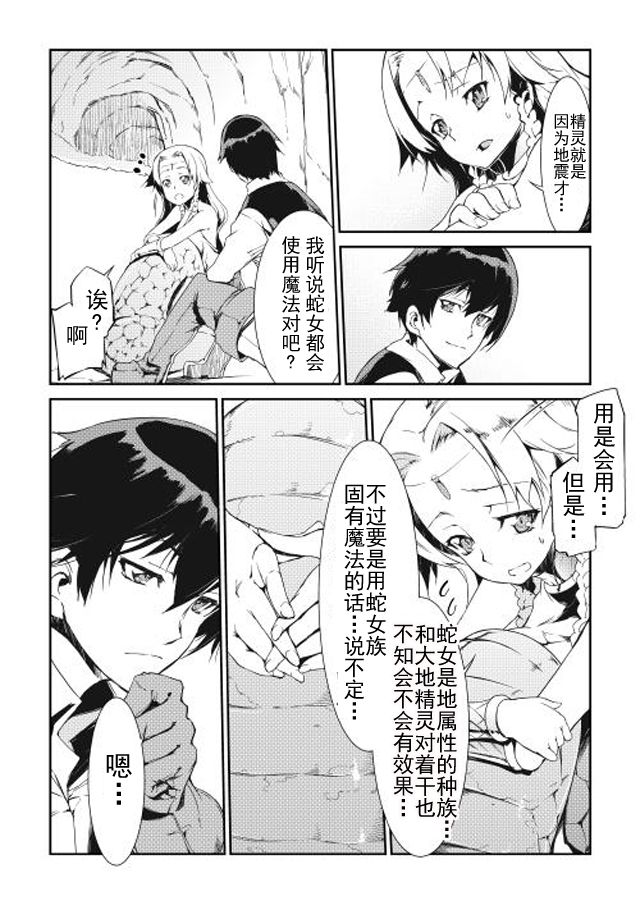 精灵就是
因为地震才…
我听说蛇女都会
使用魔法对吧？
诶？
啊
用是会用…
但是…
蛇女是地属性的种族…
和大地精灵对着干也
不知会不会有效果…
不过要是用蛇女族
固有魔法的话…说不定…
嗯…